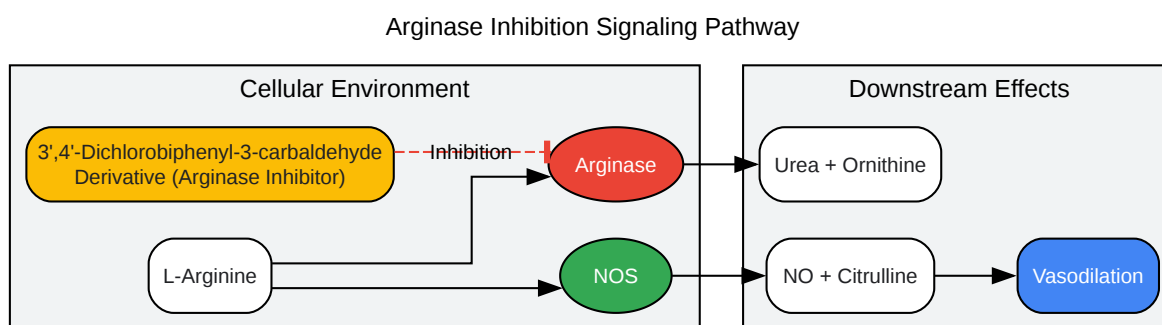 Arginase Inhibition Signaling Pathway
Cellular Environment
Downstream Effects
3',4'-Dichlorobiphenyl-3-carbaldehyde
Derivative (Arginase Inhibitor)
Inhibition
Arginase
Urea + Ornithine
L-Arginine
NOS
NO + Citrulline
Vasodilation